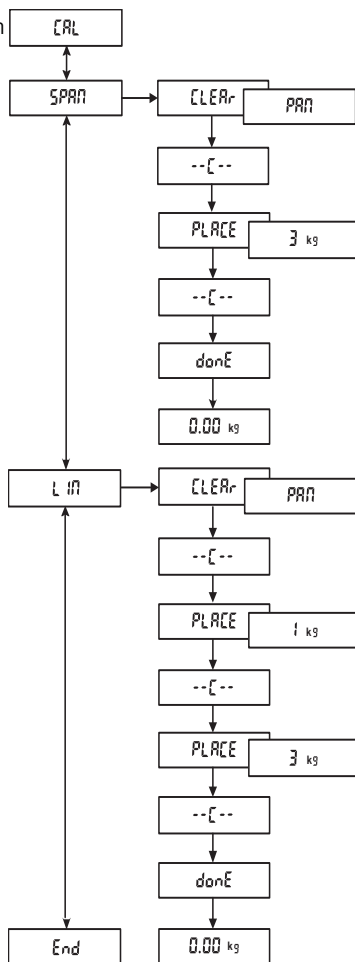 n
CAL
SPAN
CLEAr
PAN
--C--
PLACE
3 kg
--C--
donE
0.00 kg
LIN
CLEAr
PAN
--C--
PLACE
1 kg
--C--
PLACE
3 kg
--C--
donE
0.00 kg
End